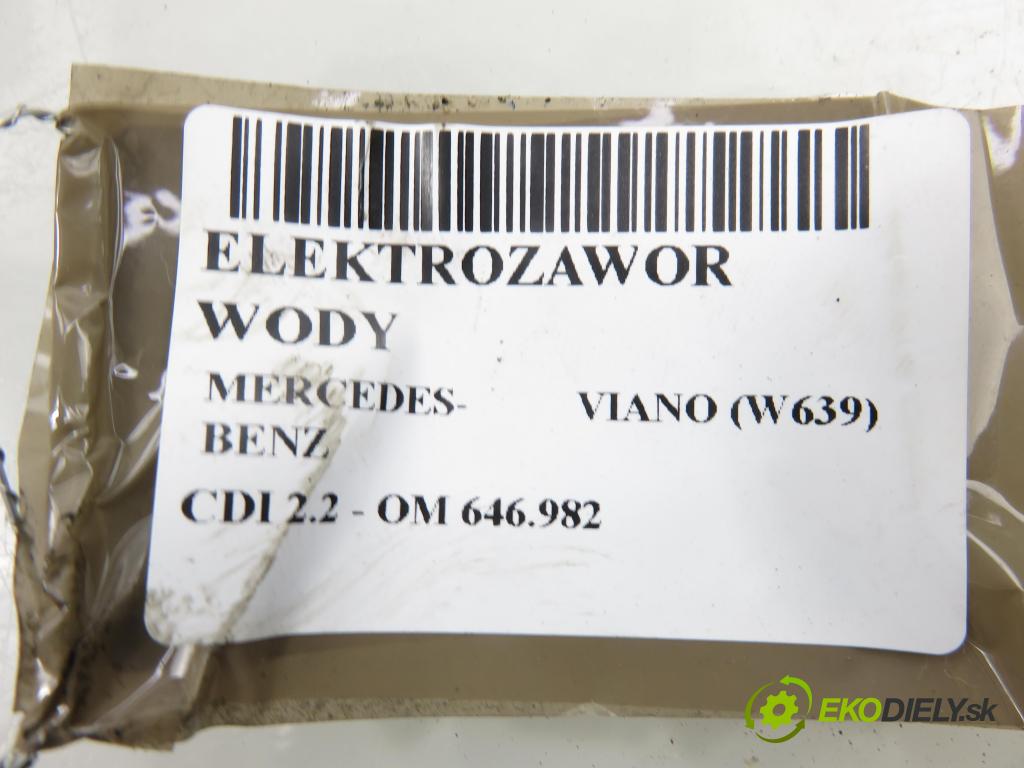 ELEKTROZAWOR
WODY
MERCEDES- VIANO (W639)
BENZ
CDI 2.2 - OM 646.982
EKODIELY.sk